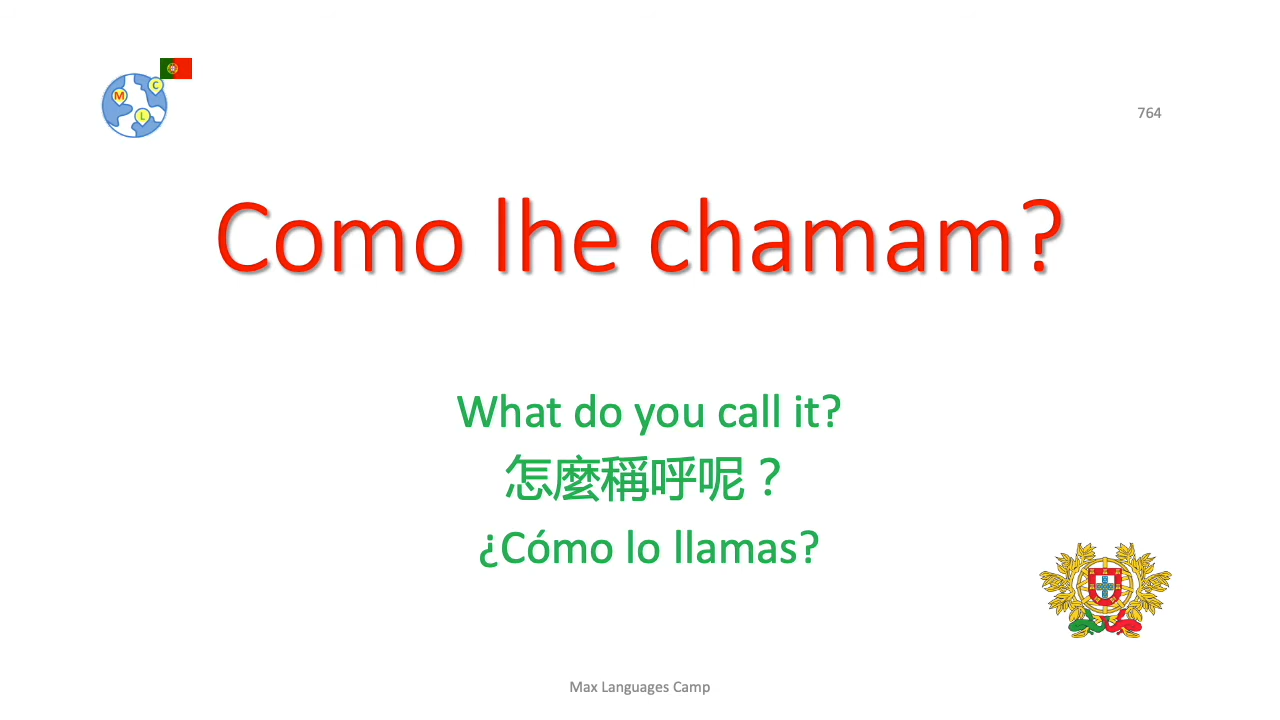 M C L
764
Como lhe chamam?
What do you call it?
怎麼稱呼呢？
¿Cómo lo llamas?
Max Languages Camp